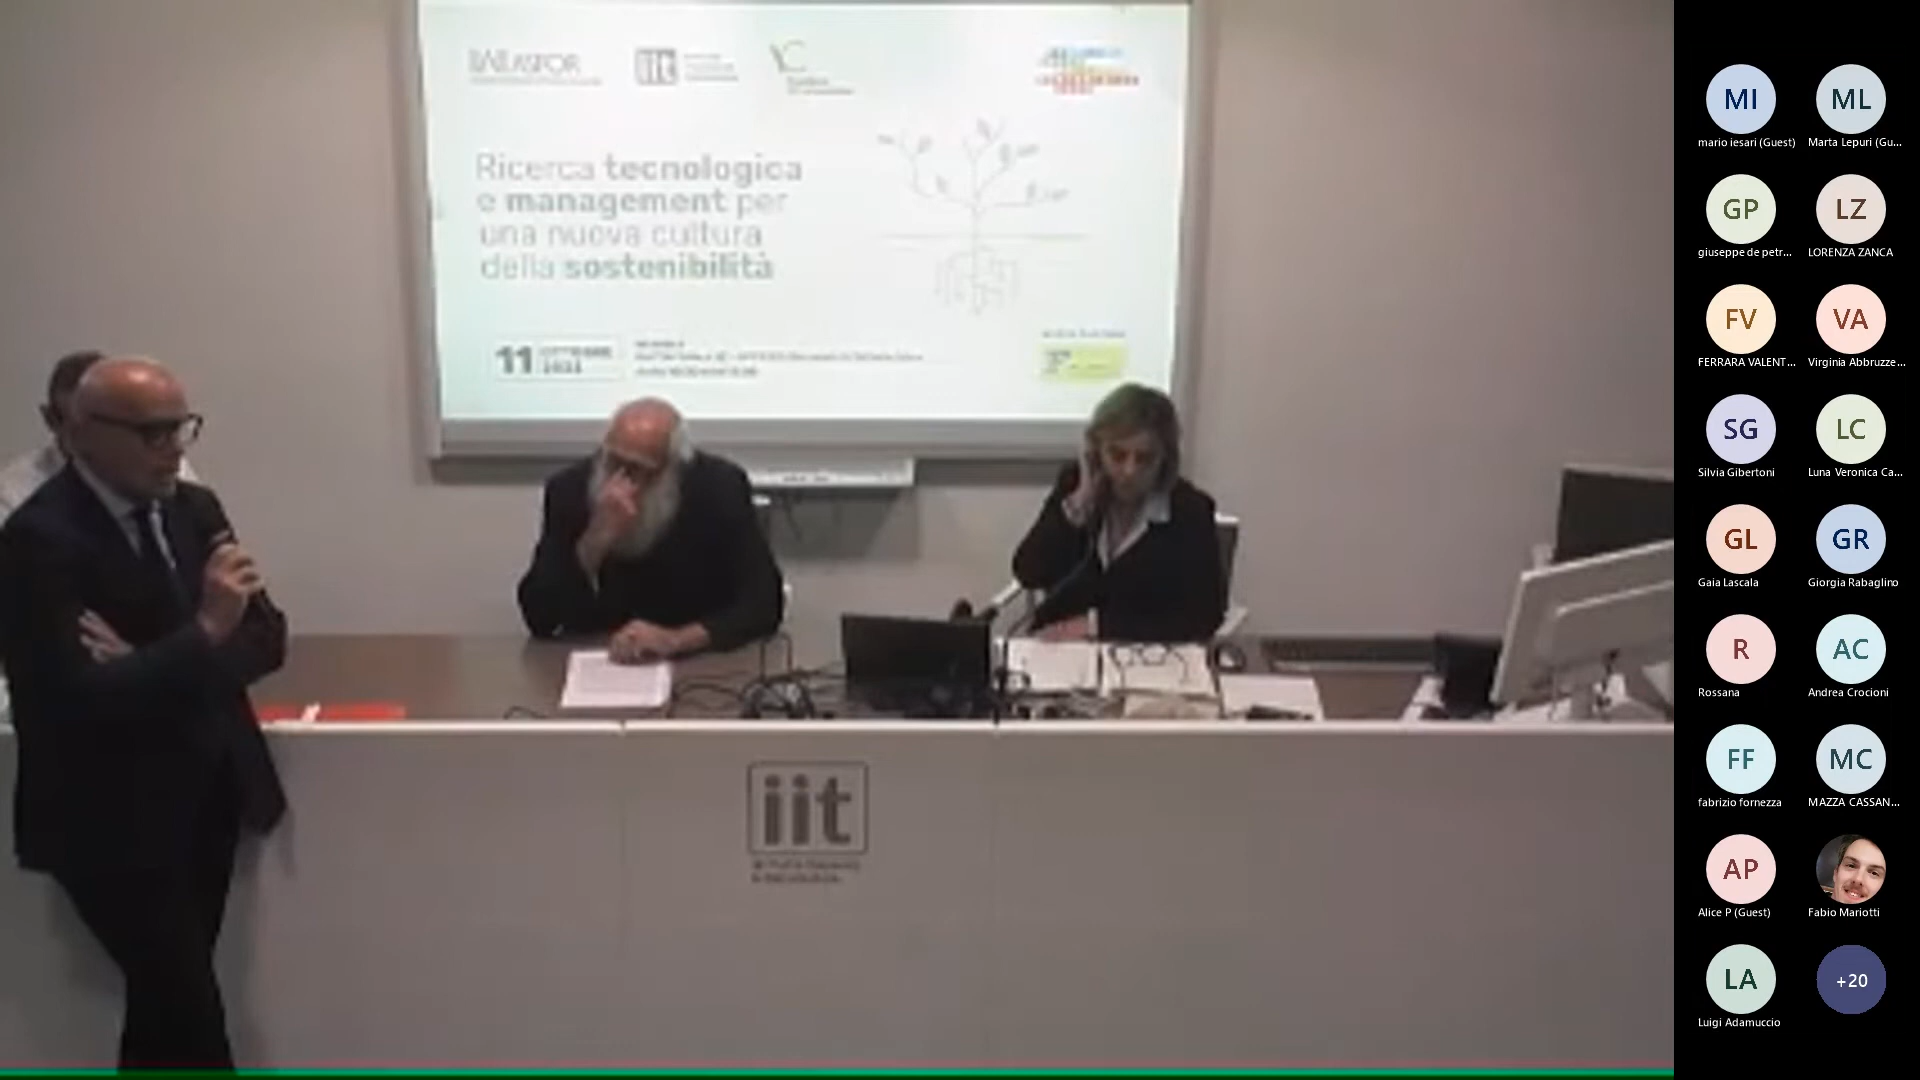 ASFOR
iit
Ricerca tecnologica
e management per
una nuova cultura
della sostenibilità
11 OTTOBRE
iit
MI
mario iesari (Guest)
ML
Marta Lepuri (Gu...
GP
giuseppe de petr...
LZ
LORENZA ZANCA
FV
FERRARA VALENT...
VA
Virginia Abbruzze...
SG
Silvia Gibertoni
LC
Luna Veronica Ca...
GL
Gaia Lascala
GR
Giorgia Rabaglino
R
Rossana
AC
Andrea Crocioni
FF
fabrizio fornezza
MC
MAZZA CASSAN...
AP
Alice P (Guest)
Fabio Mariotti
LA
Luigi Adamuccio
+20